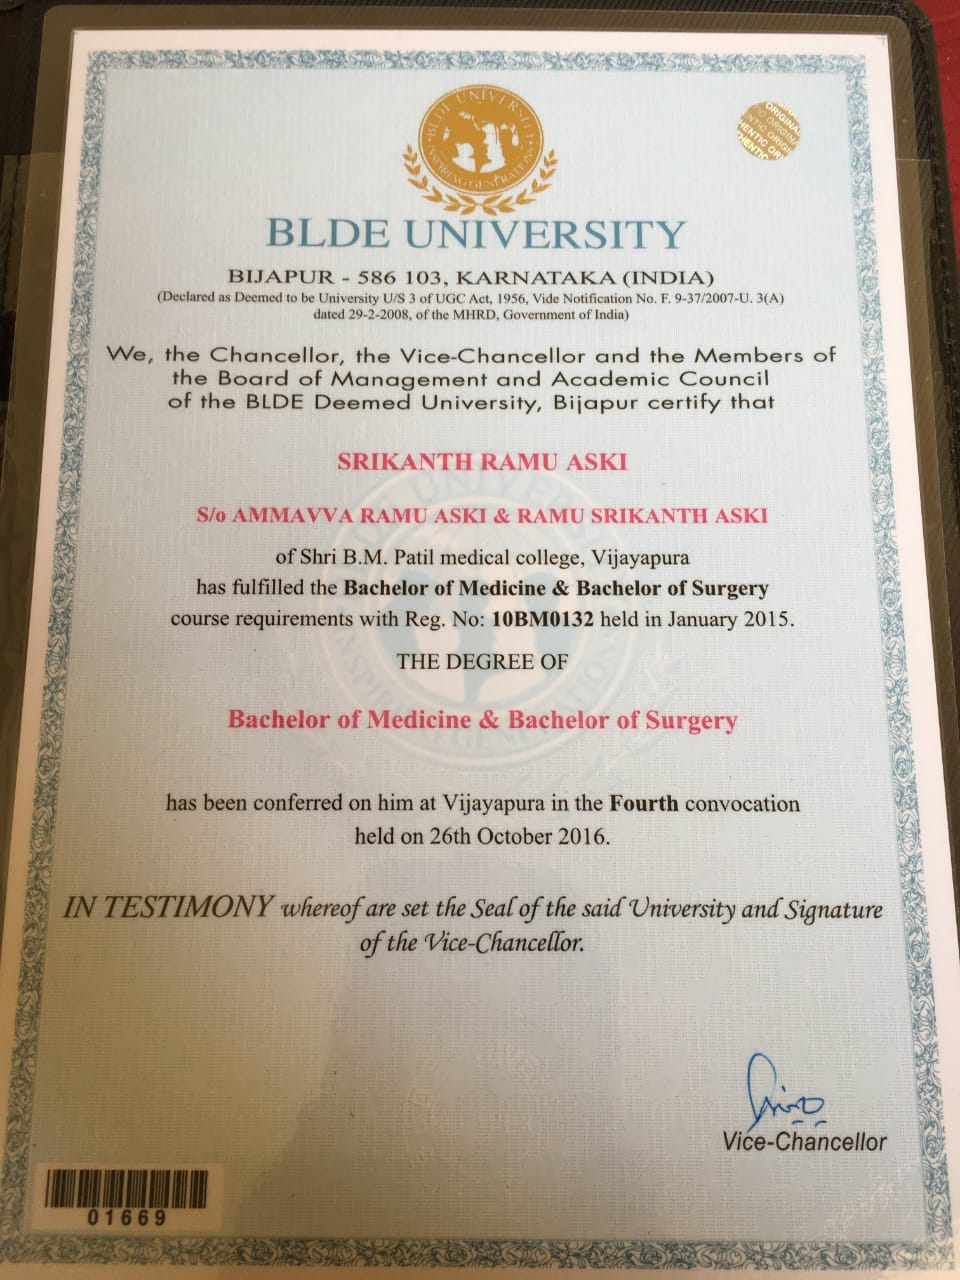 BLDE UNIVERSITY
INSPIRING GENERATIONS
BLDE UNIVERSITY
BIJAPUR - 586 103, KARNATAKA (INDIA)
(Declared as Deemed to be University U/S 3 of UGC Act, 1956, Vide Notification No. F. 9-37/2007-U. 3(A)
dated 29-2-2008, of the MHRD, Government of India)
We, the Chancellor, the Vice-Chancellor and the Members of
the Board of Management and Academic Council
of the BLDE Deemed University, Bijapur certify that
SRIKANTH RAMU ASKI
S/o AMMAVVA RAMU ASKI & RAMU SRIKANTH ASKI
of Shri B.M. Patil medical college, Vijayapura
has fulfilled the Bachelor of Medicine & Bachelor of Surgery
course requirements with Reg. No: 10BM0132 held in January 2015.
THE DEGREE OF
Bachelor of Medicine & Bachelor of Surgery
has been conferred on him at Vijayapura in the Fourth convocation
held on 26th October 2016.
IN TESTIMONY whereof are set the Seal of the said University and Signature
of the Vice-Chancellor.
Vice-Chancellor
01669